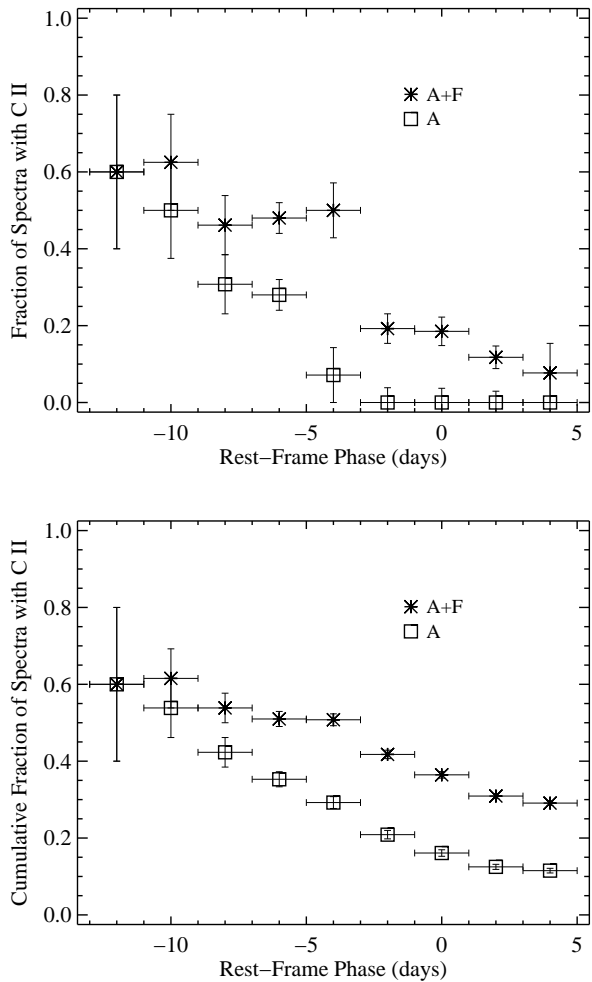 1.0
0.8
0.6
0.4
0.2
0.0
Fraction of Spectra with C II
A+F
A
−10
−5
0
5
Rest−Frame Phase (days)
1.0
0.8
0.6
0.4
0.2
0.0
Cumulative Fraction of Spectra with C II
A+F
A
−10
−5
0
5
Rest−Frame Phase (days)